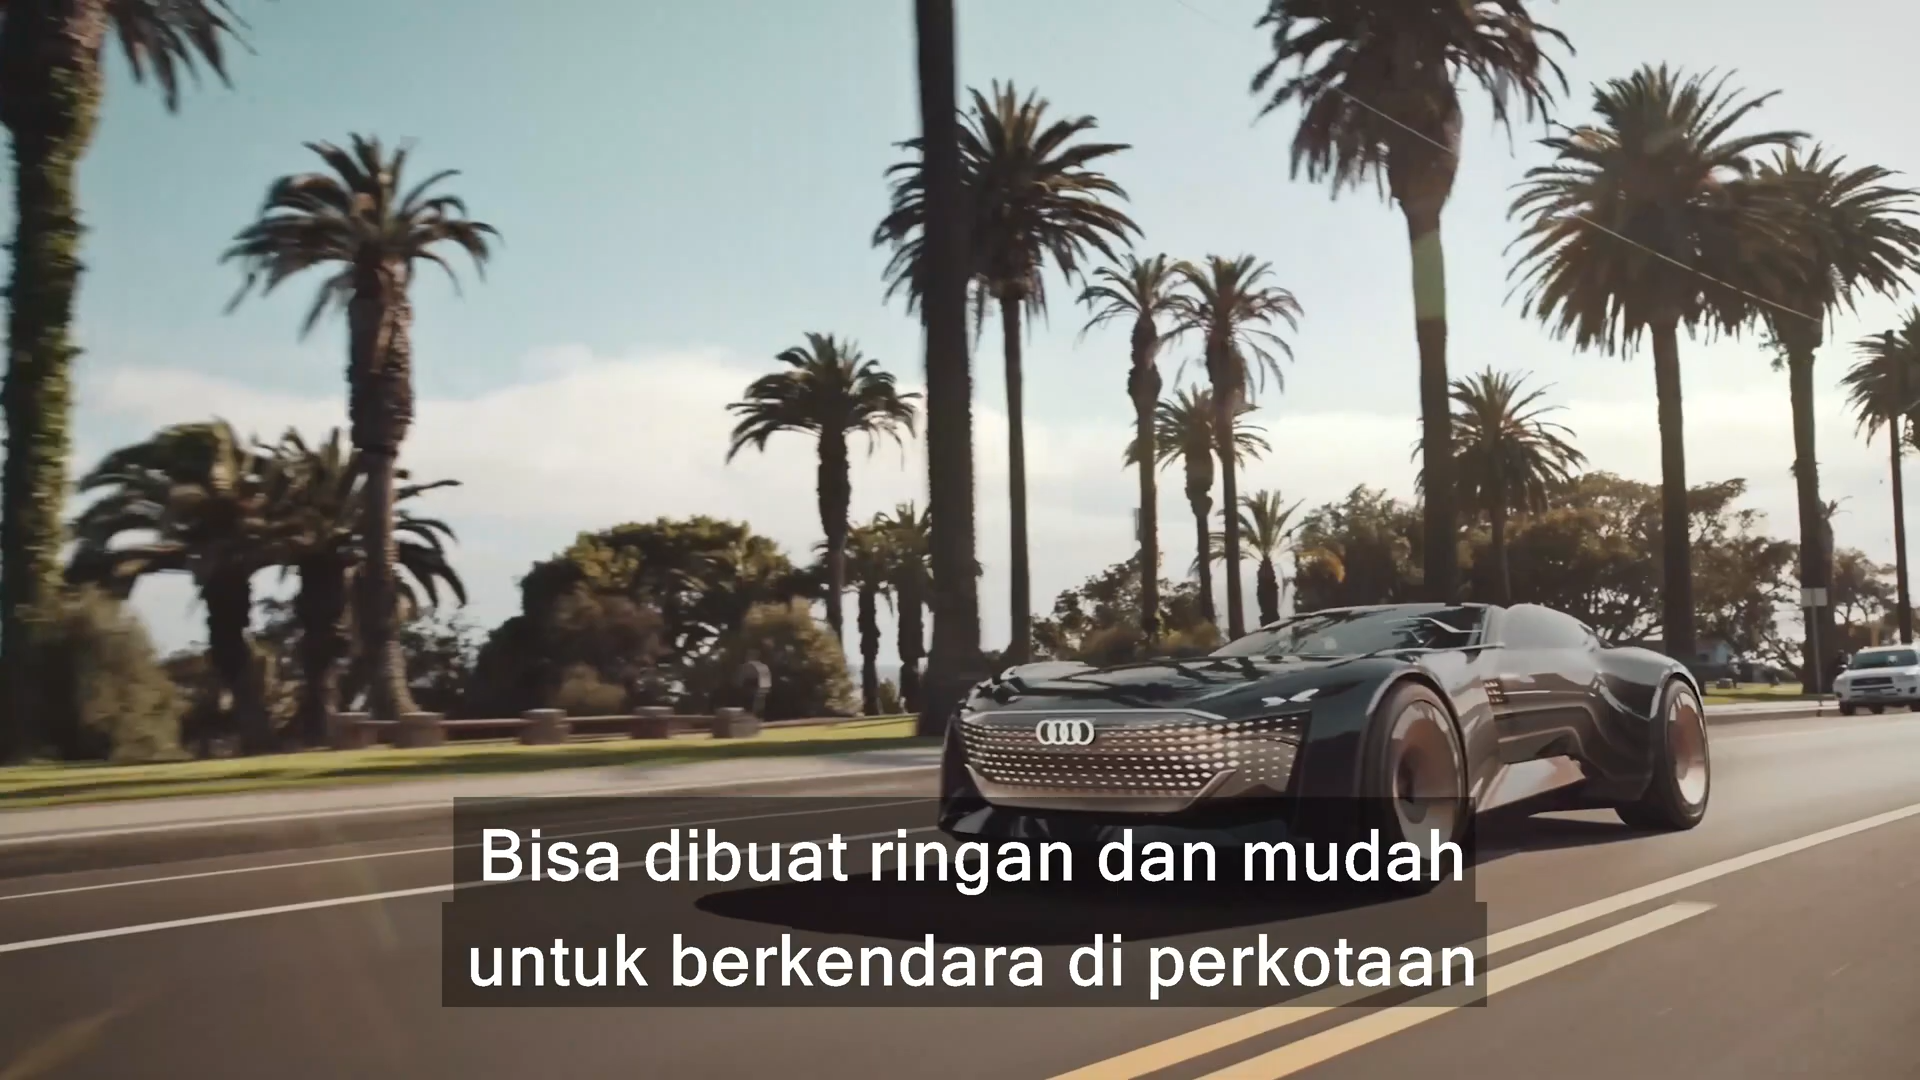 Bisa dibuat ringan dan mudah
untuk berkendara di perkotaan